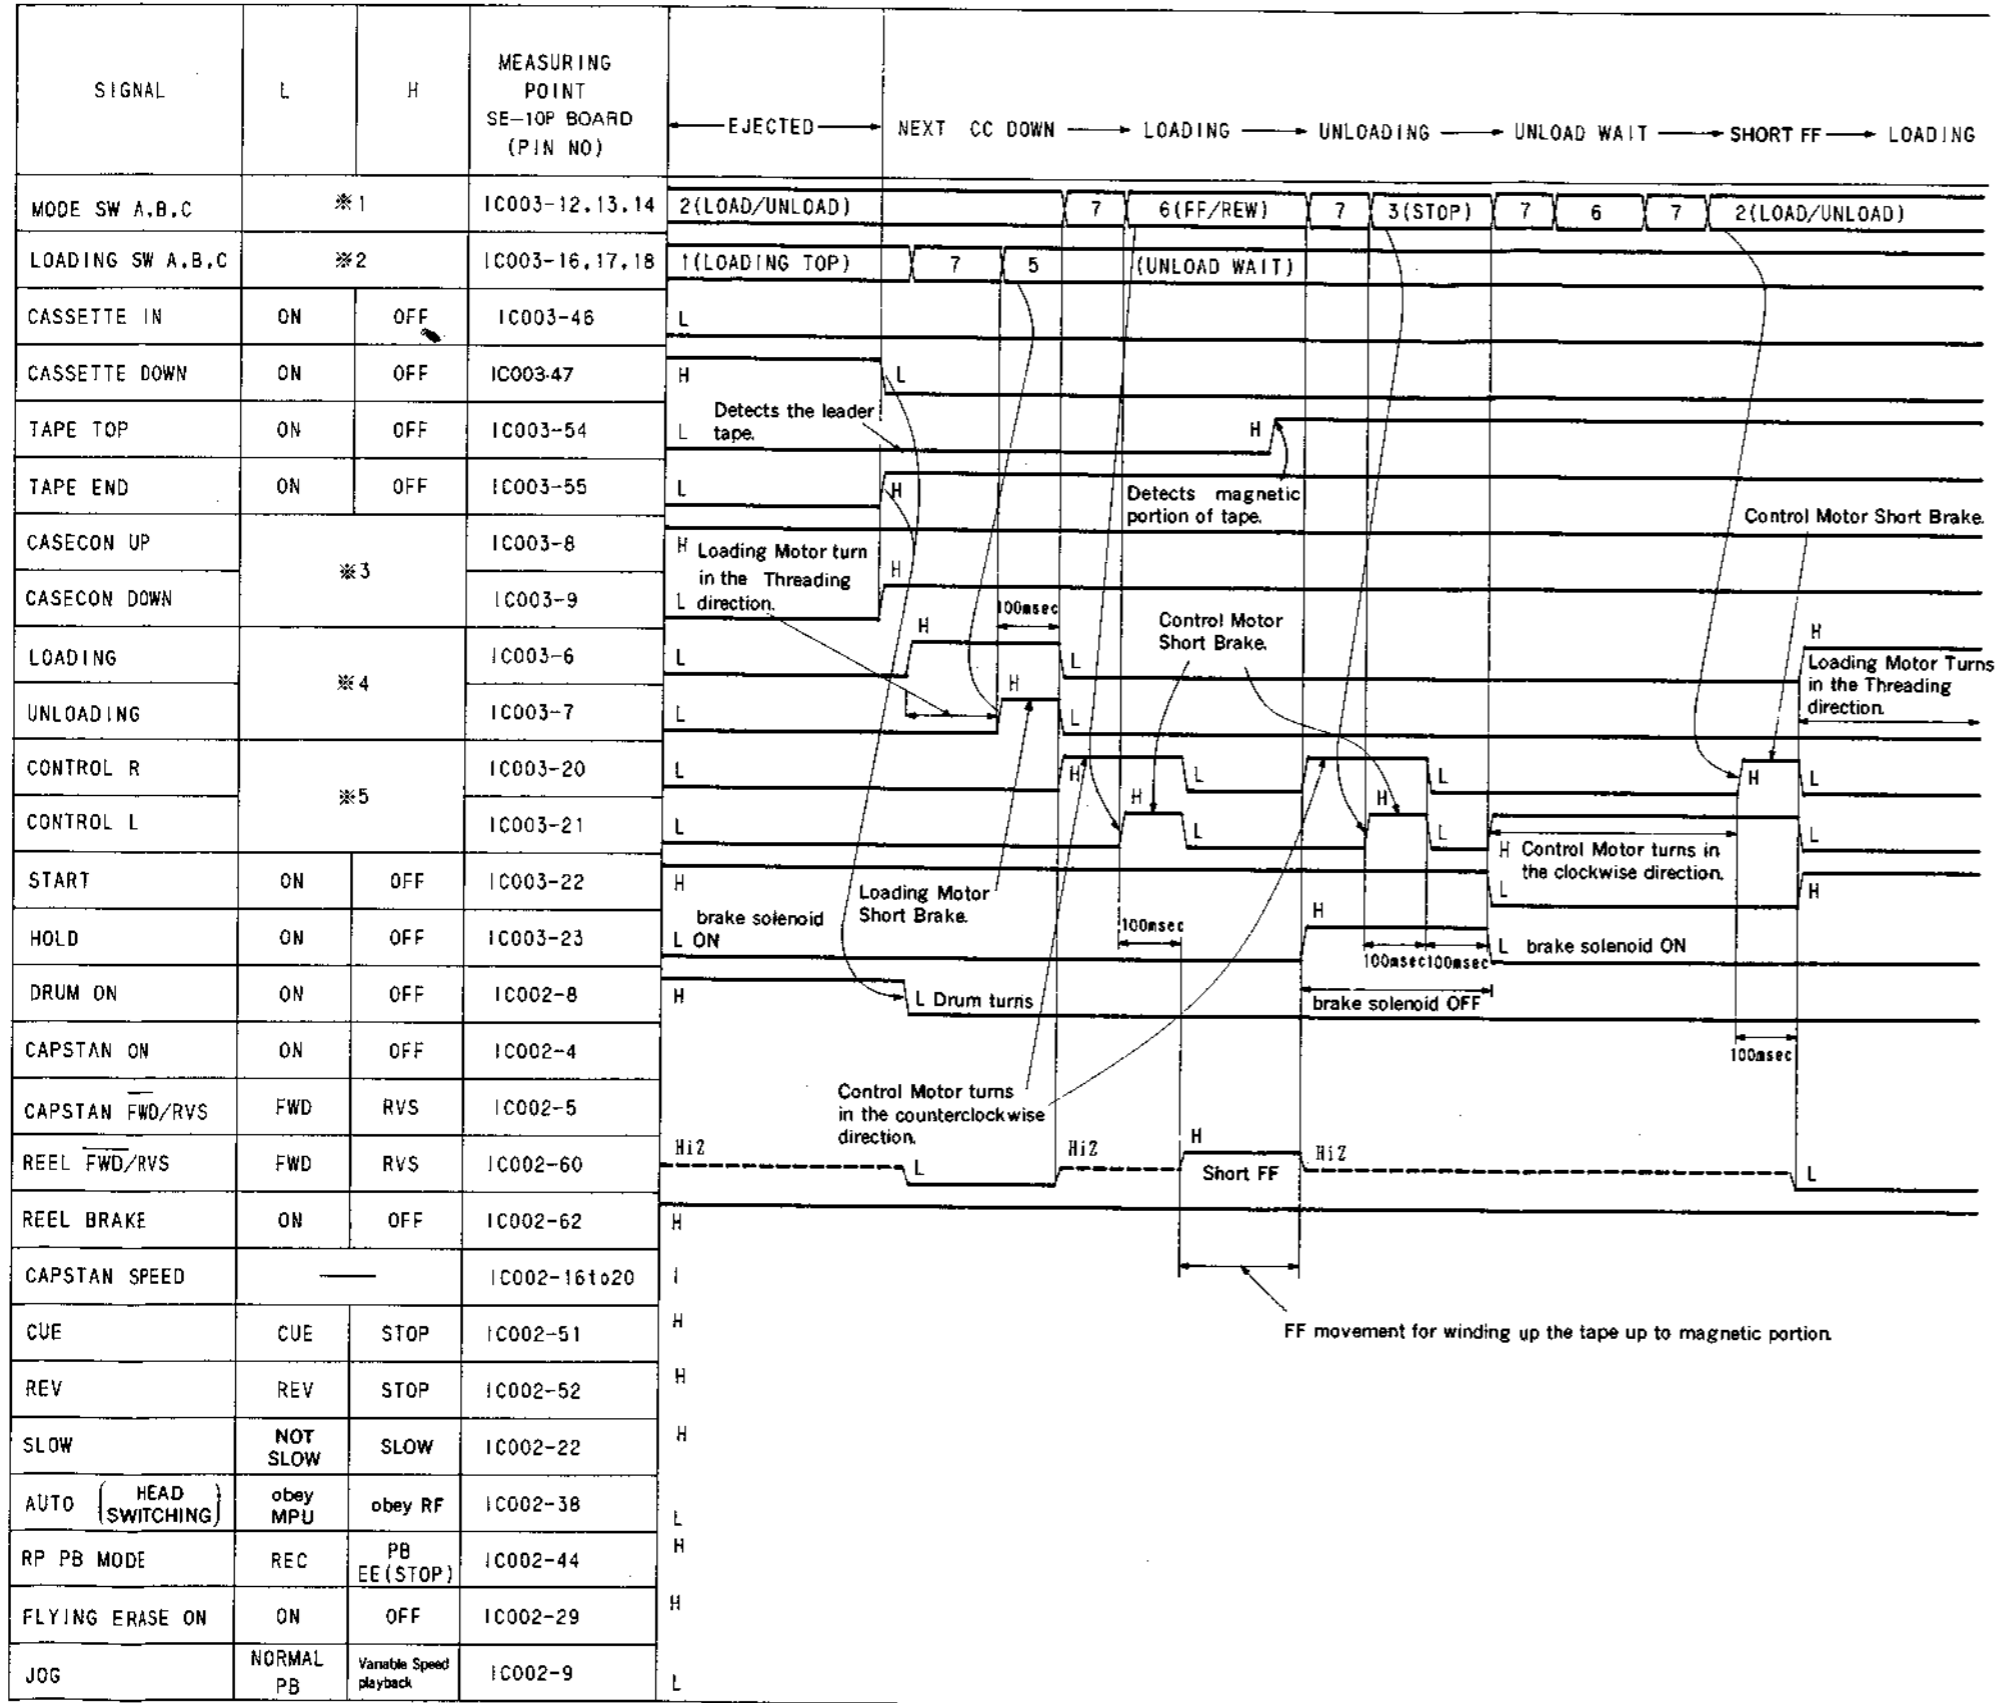 SIGNAL L H MEASURING POINT SE-10P BOARD (PIN NO)
EJECTED NEXT CC DOWN LOADING UNLOADING UNLOAD WAIT SHORT FF LOADING
MODE SW A,B,C ※1 IC003-12,13,14 2(LOAD/UNLOAD) 7 6(FF/REW) 7 3(STOP) 7 6 7 2(LOAD/UNLOAD)
LOADING SW A,B,C ※2 IC003-16,17,18 1(LOADING TOP) 7 5 (UNLOAD WAIT)
CASSETTE IN ON OFF IC003-46 L
CASSETTE DOWN ON OFF IC003-47 H L
Detects the leader
tape.
TAPE TOP ON OFF IC003-54 L H
TAPE END ON OFF IC003-55 L H
Detects magnetic
portion of tape.
Control Motor Short Brake.
CASECON UP ※3 IC003-8 H
Loading Motor turn
in the Threading
direction.
CASECON DOWN IC003-9 L H
100msec
Control Motor
Short Brake.
LOADING ※4 IC003-6 L H L H
Loading Motor Turns
in the Threading
direction.
UNLOADING IC003-7 L H L
CONTROL R ※5 IC003-20 L H L L H L
CONTROL L IC003-21 L H L H L L
H Control Motor turns in
the clockwise direction.
START ON OFF IC003-22 H L H
Loading Motor
Short Brake.
brake solenoid
ON
HOLD ON OFF IC003-23 L H L brake solenoid ON
100msec
100msec 100msec
brake solenoid OFF
DRUM ON ON OFF IC002-8 H L Drum turns
100msec
CAPSTAN ON ON OFF IC002-4
CAPSTAN FWD/RVS FWD RVS IC002-5
Control Motor turns
in the counterclockwise
direction.
REEL FWD/RVS FWD RVS IC002-60 HiZ L HiZ H Short FF HiZ L
REEL BRAKE ON OFF IC002-62 H
CAPSTAN SPEED — IC002-16to20
FF movement for winding up the tape up to magnetic portion.
CUE CUE STOP IC002-51 H
REV REV STOP IC002-52 H
SLOW NOT SLOW SLOW IC002-22 H
AUTO (HEAD SWITCHING) obey MPU obey RF IC002-38 L
RP PB MODE REC PB EE(STOP) IC002-44 H
FLYING ERASE ON ON OFF IC002-29 H
JOG NORMAL PB Variable Speed playback IC002-9 L